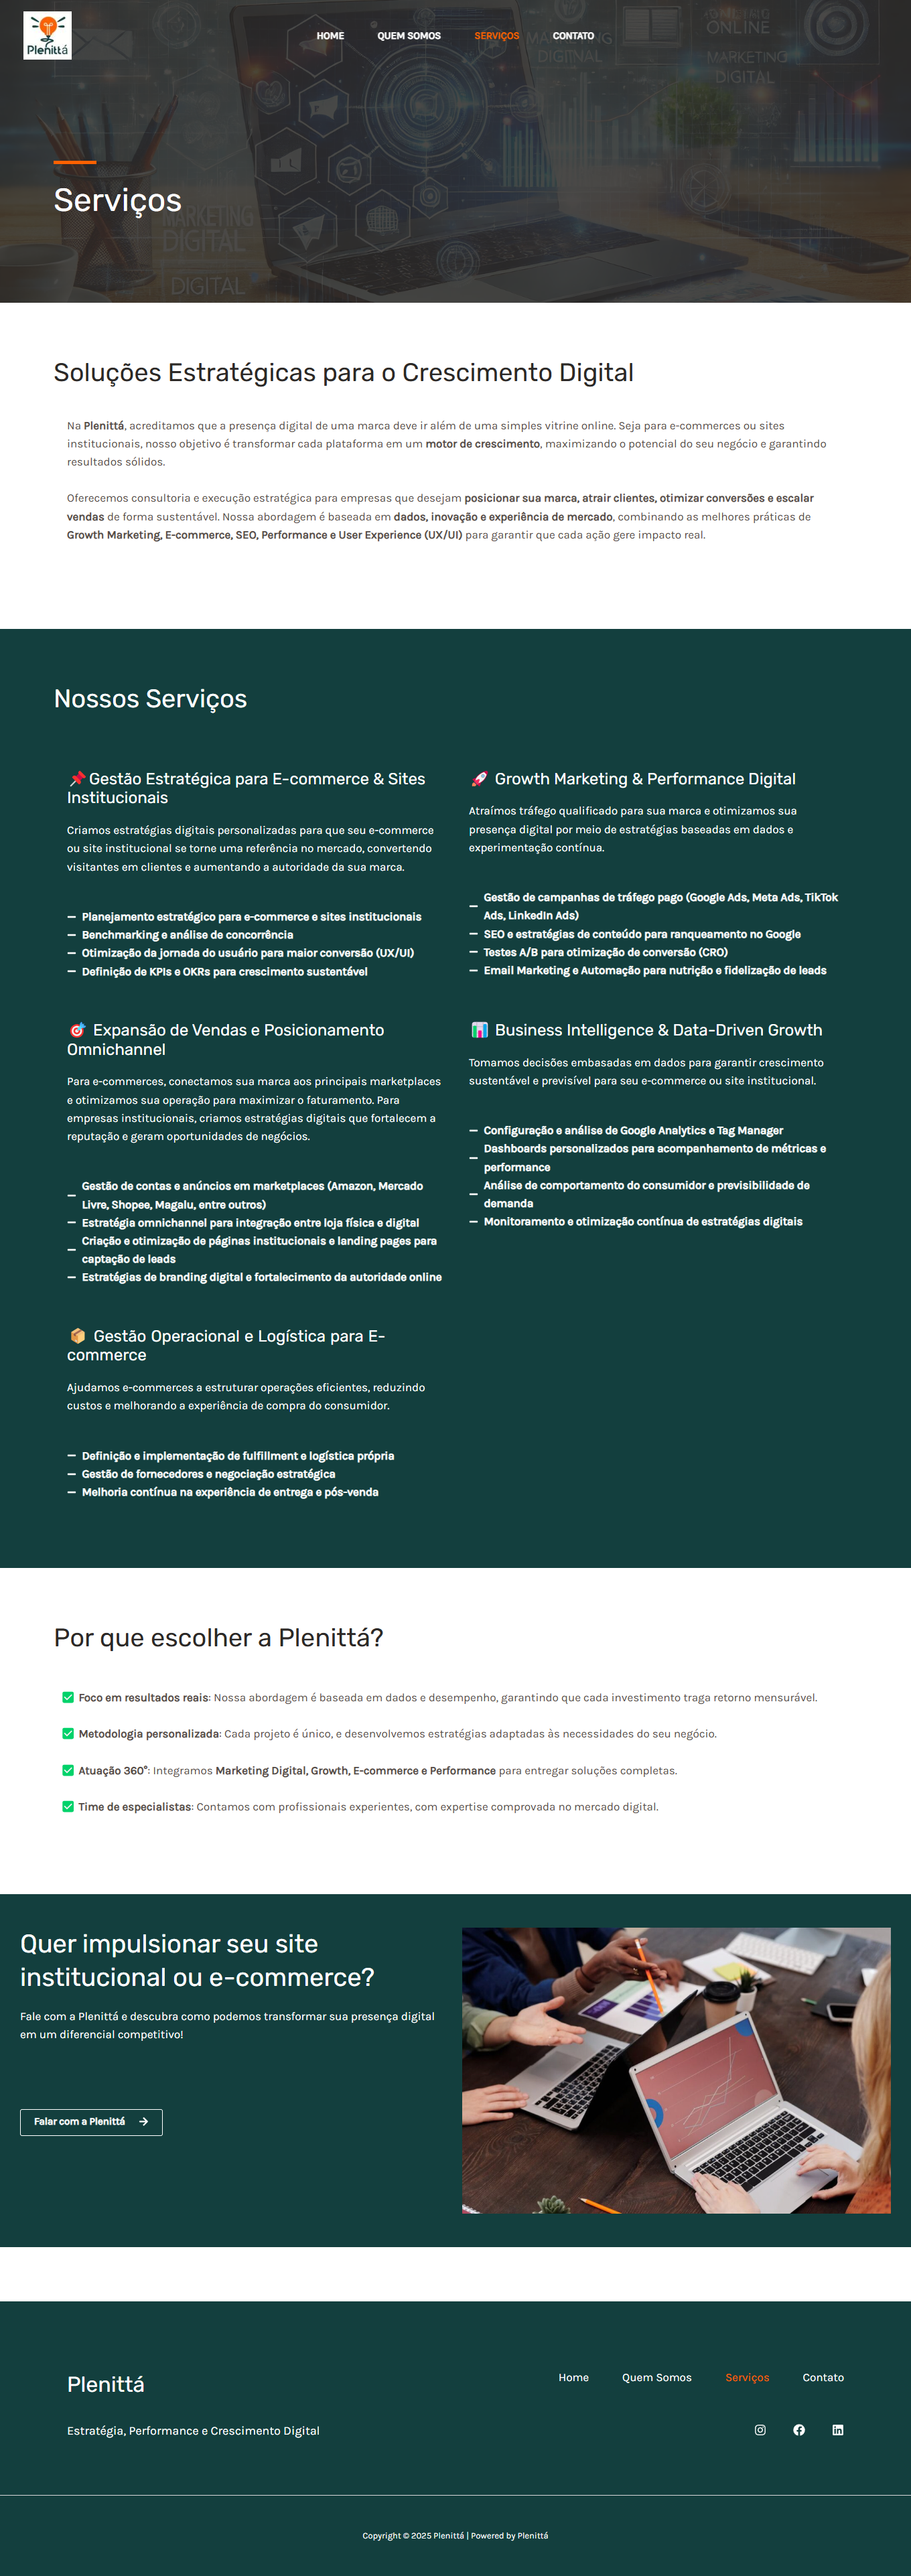 Plenittá
HOME
QUEM SOMOS
SERVIÇOS
CONTATO
MARKETING
DIGITAL
ONLINE
MARKETING
DIGITAL
Serviços
MARKETING
DIGITAL
DIGITAL
Soluções Estratégicas para o Crescimento Digital
Na Plenittá, acreditamos que a presença digital de uma marca deve ir além de uma simples vitrine online. Seja para e-commerces ou sites
institucionais, nosso objetivo é transformar cada plataforma em um motor de crescimento, maximizando o potencial do seu negócio e garantindo
resultados sólidos.
Oferecemos consultoria e execução estratégica para empresas que desejam posicionar sua marca, atrair clientes, otimizar conversões e escalar
vendas de forma sustentável. Nossa abordagem é baseada em dados, inovação e experiência de mercado, combinando as melhores práticas de
Growth Marketing, E-commerce, SEO, Performance e User Experience (UX/UI) para garantir que cada ação gere impacto real.
Nossos Serviços
📌Gestão Estratégica para E-commerce & Sites
Institucionais
Criamos estratégias digitais personalizadas para que seu e-commerce
ou site institucional se torne uma referência no mercado, convertendo
visitantes em clientes e aumentando a autoridade da sua marca.
Planejamento estratégico para e-commerce e sites institucionais
Benchmarking e análise de concorrência
Otimização da jornada do usuário para maior conversão (UX/UI)
Definição de KPIs e OKRs para crescimento sustentável
🚀 Growth Marketing & Performance Digital
Atraímos tráfego qualificado para sua marca e otimizamos sua
presença digital por meio de estratégias baseadas em dados e
experimentação contínua.
Gestão de campanhas de tráfego pago (Google Ads, Meta Ads, TikTok
Ads, LinkedIn Ads)
SEO e estratégias de conteúdo para ranqueamento no Google
Testes A/B para otimização de conversão (CRO)
Email Marketing e Automação para nutrição e fidelização de leads
🎯 Expansão de Vendas e Posicionamento
Omnichannel
Para e-commerces, conectamos sua marca aos principais marketplaces
e otimizamos sua operação para maximizar o faturamento. Para
empresas institucionais, criamos estratégias digitais que fortalecem a
reputação e geram oportunidades de negócios.
Gestão de contas e anúncios em marketplaces (Amazon, Mercado
Livre, Shopee, Magalu, entre outros)
Estratégia omnichannel para integração entre loja física e digital
Criação e otimização de páginas institucionais e landing pages para
captação de leads
Estratégias de branding digital e fortalecimento da autoridade online
📊 Business Intelligence & Data-Driven Growth
Tomamos decisões embasadas em dados para garantir crescimento
sustentável e previsível para seu e-commerce ou site institucional.
Configuração e análise de Google Analytics e Tag Manager
Dashboards personalizados para acompanhamento de métricas e
performance
Análise de comportamento do consumidor e previsibilidade de
demanda
Monitoramento e otimização contínua de estratégias digitais
📦 Gestão Operacional e Logística para E-
commerce
Ajudamos e-commerces a estruturar operações eficientes, reduzindo
custos e melhorando a experiência de compra do consumidor.
Definição e implementação de fulfillment e logística própria
Gestão de fornecedores e negociação estratégica
Melhoria contínua na experiência de entrega e pós-venda
Por que escolher a Plenittá?
✅ Foco em resultados reais: Nossa abordagem é baseada em dados e desempenho, garantindo que cada investimento traga retorno mensurável.
✅ Metodologia personalizada: Cada projeto é único, e desenvolvemos estratégias adaptadas às necessidades do seu negócio.
✅ Atuação 360°: Integramos Marketing Digital, Growth, E-commerce e Performance para entregar soluções completas.
✅ Time de especialistas: Contamos com profissionais experientes, com expertise comprovada no mercado digital.
Quer impulsionar seu site
institucional ou e-commerce?
Fale com a Plenittá e descubra como podemos transformar sua presença digital
em um diferencial competitivo!
Falar com a Plenittá
Plenittá
Estratégia, Performance e Crescimento Digital
Home
Quem Somos
Serviços
Contato
Copyright © 2025 Plenittá | Powered by Plenittá